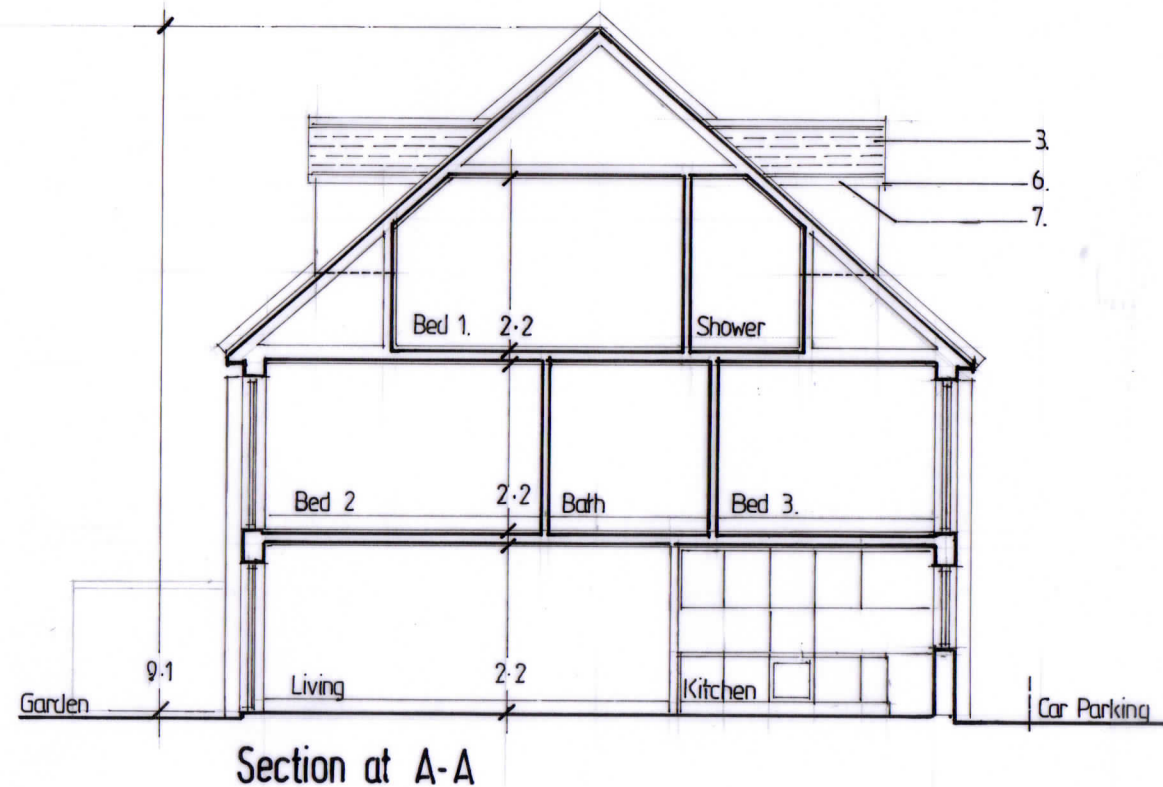 3.
6.
7.
Bed 1. 2·2 Shower
Bed 2 2·2 Bath Bed 3.
9·1 Living 2·2 Kitchen
Garden Car Parking
Section at A-A